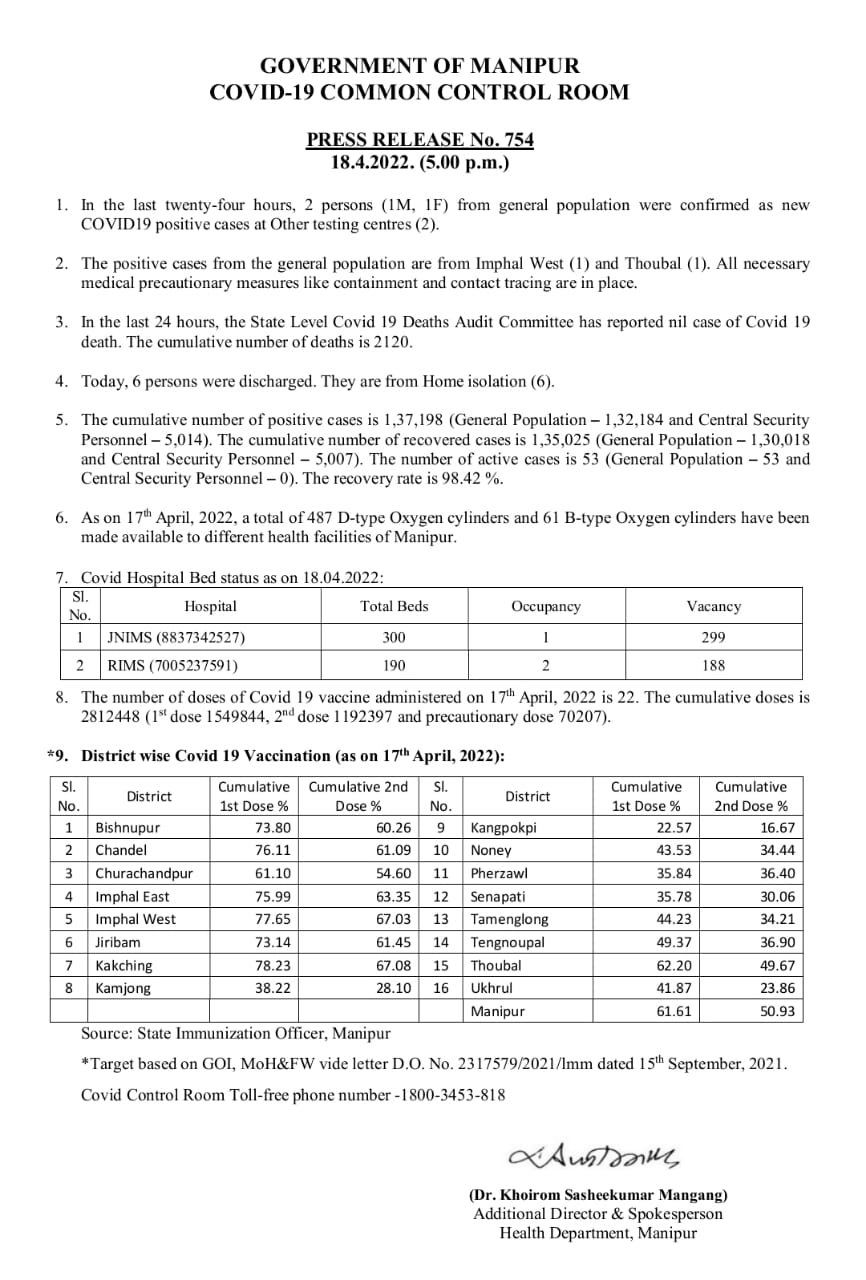 GOVERNMENT OF MANIPUR
COVID-19 COMMON CONTROL ROOM
PRESS RELEASE No. 754
18.4.2022. (5.00 p.m.)
1. In the last twenty-four hours, 2 persons (1M, 1F) from general population were confirmed as new
COVID19 positive cases at Other testing centres (2).
2. The positive cases from the general population are from Imphal West (1) and Thoubal (1). All necessary
medical precautionary measures like containment and contact tracing are in place.
3. In the last 24 hours, the State Level Covid 19 Deaths Audit Committee has reported nil case of Covid 19
death. The cumulative number of deaths is 2120.
4. Today, 6 persons were discharged. They are from Home isolation (6).
5. The cumulative number of positive cases is 1,37,198 (General Population – 1,32,184 and Central Security
Personnel – 5,014). The cumulative number of recovered cases is 1,35,025 (General Population – 1,30,018
and Central Security Personnel – 5,007). The number of active cases is 53 (General Population – 53 and
Central Security Personnel – 0). The recovery rate is 98.42 %.
6. As on 17th April, 2022, a total of 487 D-type Oxygen cylinders and 61 B-type Oxygen cylinders have been
made available to different health facilities of Manipur.
7. Covid Hospital Bed status as on 18.04.2022:
Sl. No. Hospital Total Beds Occupancy Vacancy
1 JNIMS (8837342527) 300 1 299
2 RIMS (7005237591) 190 2 188
8. The number of doses of Covid 19 vaccine administered on 17th April, 2022 is 22. The cumulative doses is
2812448 (1st dose 1549844, 2nd dose 1192397 and precautionary dose 70207).
*9. District wise Covid 19 Vaccination (as on 17th April, 2022):
Sl. No. District Cumulative 1st Dose % Cumulative 2nd Dose % Sl. No. District Cumulative 1st Dose % Cumulative 2nd Dose %
1 Bishnupur 73.80 60.26 9 Kangpokpi 22.57 16.67
2 Chandel 76.11 61.09 10 Noney 43.53 34.44
3 Churachandpur 61.10 54.60 11 Pherzawl 35.84 36.40
4 Imphal East 75.99 63.35 12 Senapati 35.78 30.06
5 Imphal West 77.65 67.03 13 Tamenglong 44.23 34.21
6 Jiribam 73.14 61.45 14 Tengnoupal 49.37 36.90
7 Kakching 78.23 67.08 15 Thoubal 62.20 49.67
8 Kamjong 38.22 28.10 16 Ukhrul 41.87 23.86
Manipur 61.61 50.93
Source: State Immunization Officer, Manipur
*Target based on GOI, MoH&FW vide letter D.O. No. 2317579/2021/lmm dated 15th September, 2021.
Covid Control Room Toll-free phone number -1800-3453-818
(Dr. Khoirom Sasheekumar Mangang)
Additional Director & Spokesperson
Health Department, Manipur